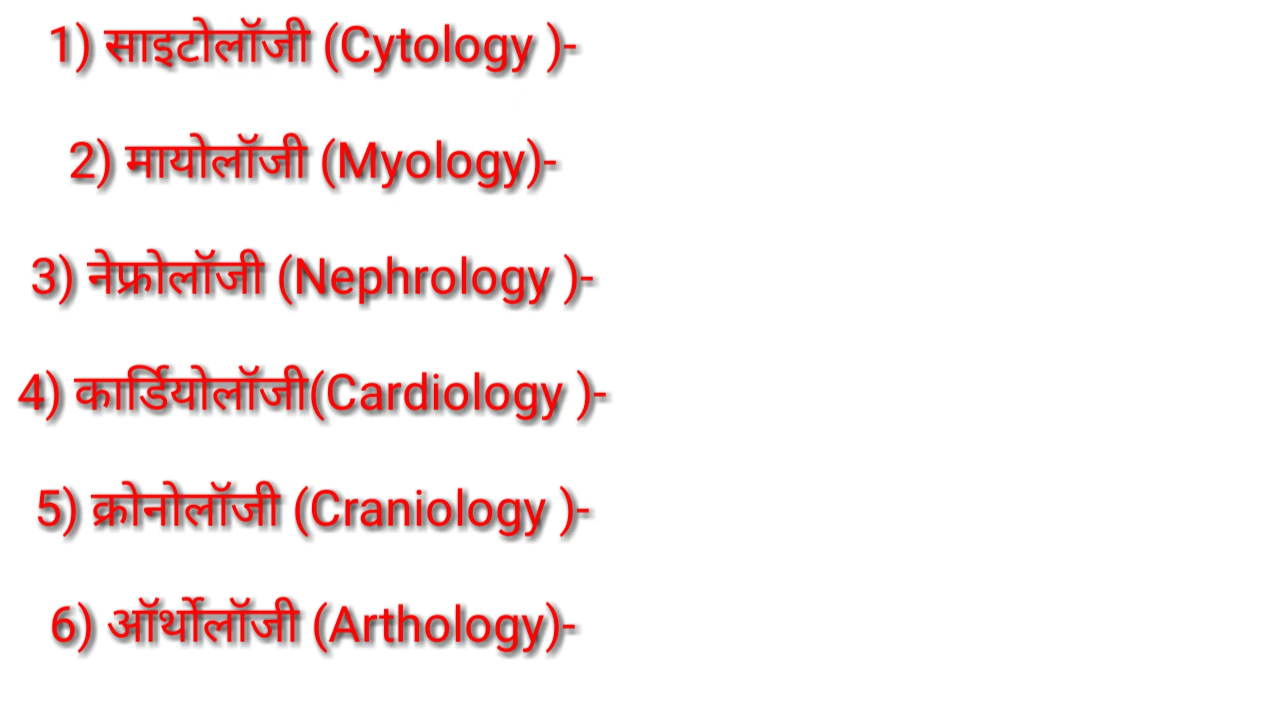 1) साइटोलॉजी (Cytology )-
2) मायोलॉजी (Myology)-
3) नेफ्रोलॉजी (Nephrology )-
4) कार्डियोलॉजी(Cardiology )-
5) क्रोनोलॉजी (Craniology )-
6) ऑर्थोलॉजी (Arthology)-